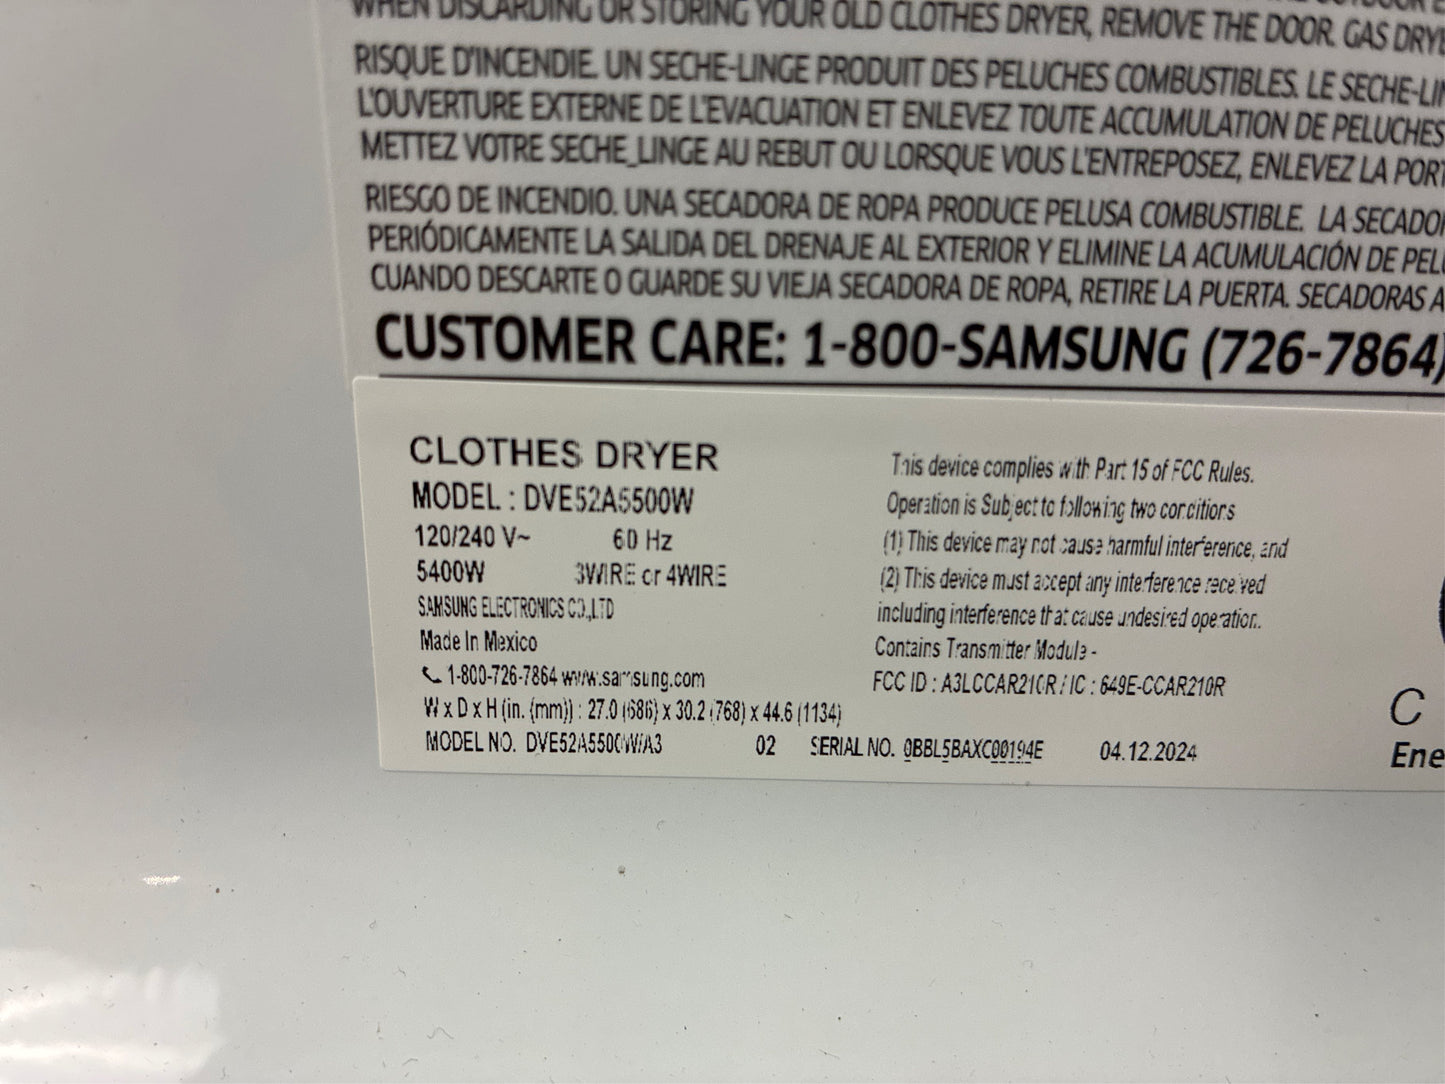 WHEN DISCARDING OR STORING YOUR OLD CLOTHES DRYER, REMOVE THE DOOR. GAS DRYE
RISQUE D'INCENDIE. UN SECHE-LINGE PRODUIT DES PELUCHES COMBUSTIBLES. LE SECHE-LIN
L'OUVERTURE EXTERNE DE L'EVACUATION ET ENLEVEZ TOUTE ACCUMULATION DE PELUCHES
METTEZ VOTRE SECHE_LINGE AU REBUT OU LORSQUE VOUS L'ENTREPOSEZ, ENLEVEZ LA PORT
RIESGO DE INCENDIO. UNA SECADORA DE ROPA PRODUCE PELUSA COMBUSTIBLE. LA SECADOR
PERIÓDICAMENTE LA SALIDA DEL DRENAJE AL EXTERIOR Y ELIMINE LA ACUMULACIÓN DE PELU
CUANDO DESCARTE O GUARDE SU VIEJA SECADORA DE ROPA, RETIRE LA PUERTA. SECADORAS A
CUSTOMER CARE: 1-800-SAMSUNG (726-7864)
CLOTHES DRYER
MODEL : DVE52A5500W
120/240 V~ 60 Hz
5400W 3WIRE or 4WIRE
SAMSUNG ELECTRONICS CO.,LTD
Made In Mexico
1-800-726-7864 www.samsung.com
W x D x H (in. (mm)) : 27.0 (686) x 30.2 (768) x 44.6 (1134)
MODEL NO. DVE52A5500W/A3 02 SERIAL NO. 0BBL5BAXC00194E 04.12.2024
This device complies with Part 15 of FCC Rules.
Operation is Subject to following two conditions
(1) This device may not cause harmful interference, and
(2) This device must accept any interference received
including interference that cause undesired operation.
Contains Transmitter Module -
FCC ID : A3LCCAR210R / IC : 649E-CCAR210R
C
Ene